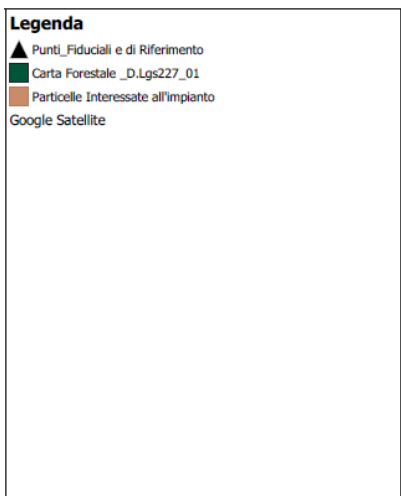 Legenda
Punti_Fiduciali e di Riferimento
Carta Forestale _D.Lgs227_01
Particelle Interessate all'impianto
Google Satellite